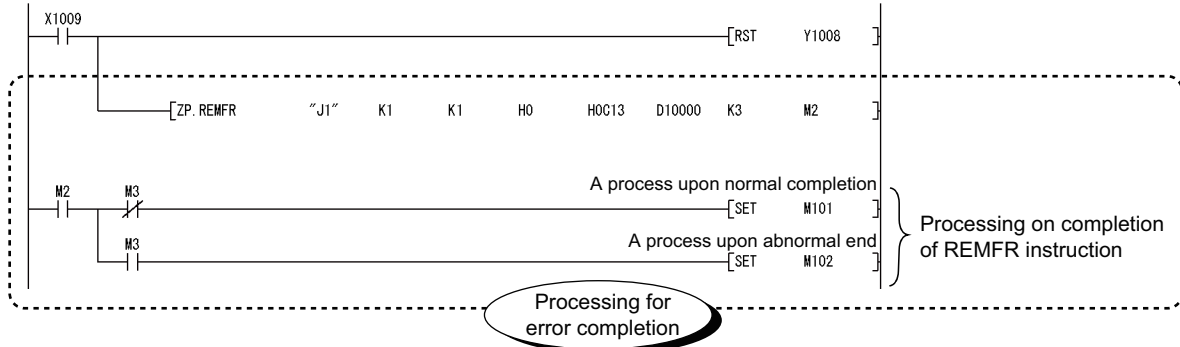 X1009
[RST Y1008 ]
[ZP.REMFR "J1" K1 K1 H0 H0C13 D10000 K3 M2 ]
A process upon normal completion
M2 M3
[SET M101 ]
A process upon abnormal end
M3
[SET M102 ]
Processing on completion
of REMFR instruction
Processing for
error completion